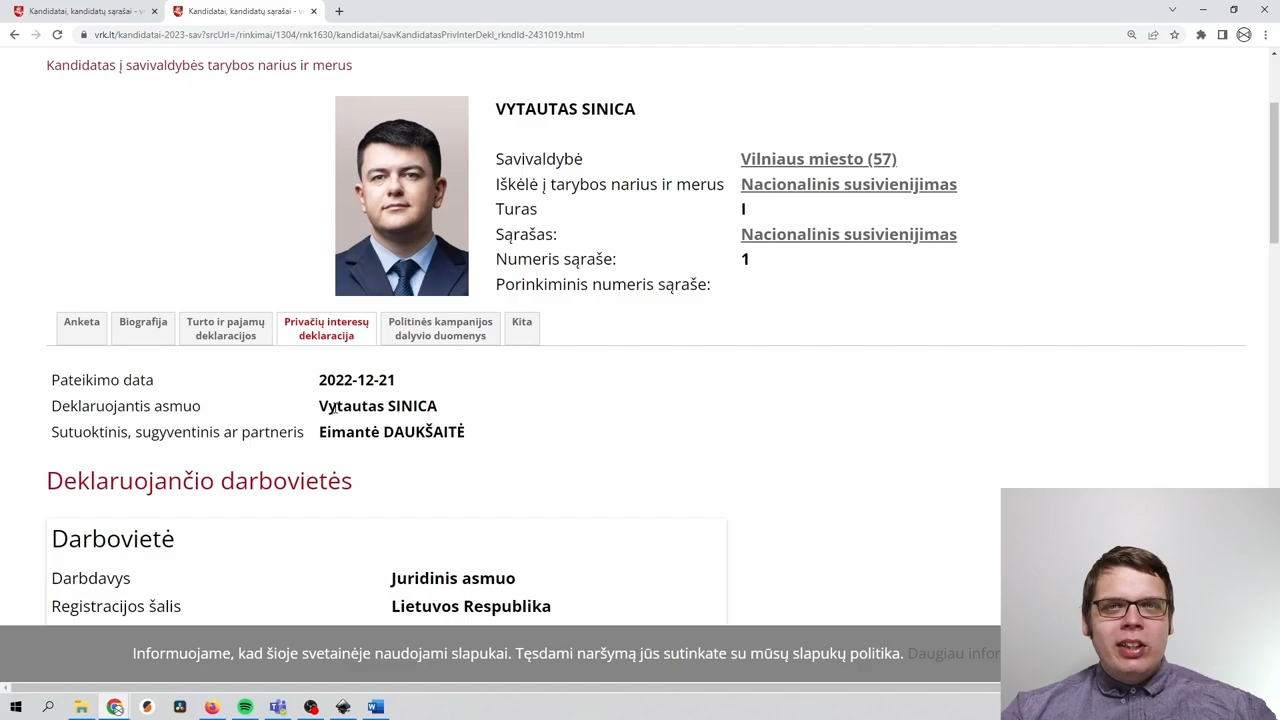 Kandidatai, kandidatų sąrašai - vr
Kandidatai, kandidatų sąrašai - vr
vrk.lt/kandidatai-2023-sav?srcUrl=/rinkimai/1304/rnk1630/kandidatai/savKandidatasPrivInterDekl_rkndId-2431019.html
Kandidatas į savivaldybės tarybos narius ir merus
VYTAUTAS SINICA
Savivaldybė Vilniaus miesto (57)
Iškėlė į tarybos narius ir merus Nacionalinis susivienijimas
Turas I
Sąrašas: Nacionalinis susivienijimas
Numeris sąraše: 1
Porinkiminis numeris sąraše:
Anketa
Biografija
Turto ir pajamų
deklaracijos
Privačių interesų
deklaracija
Politinės kampanijos
dalyvio duomenys
Kita
Pateikimo data 2022-12-21
Deklaruojantis asmuo Vytautas SINICA
Sutuoktinis, sugyventinis ar partneris Eimantė DAUKŠAITĖ
Deklaruojančio darbovietės
Darbovietė
Darbdavys Juridinis asmuo
Registracijos šalis Lietuvos Respublika
Informuojame, kad šioje svetainėje naudojami slapukai. Tęsdami naršymą jūs sutinkate su mūsų slapukų politika. Daugiau infor